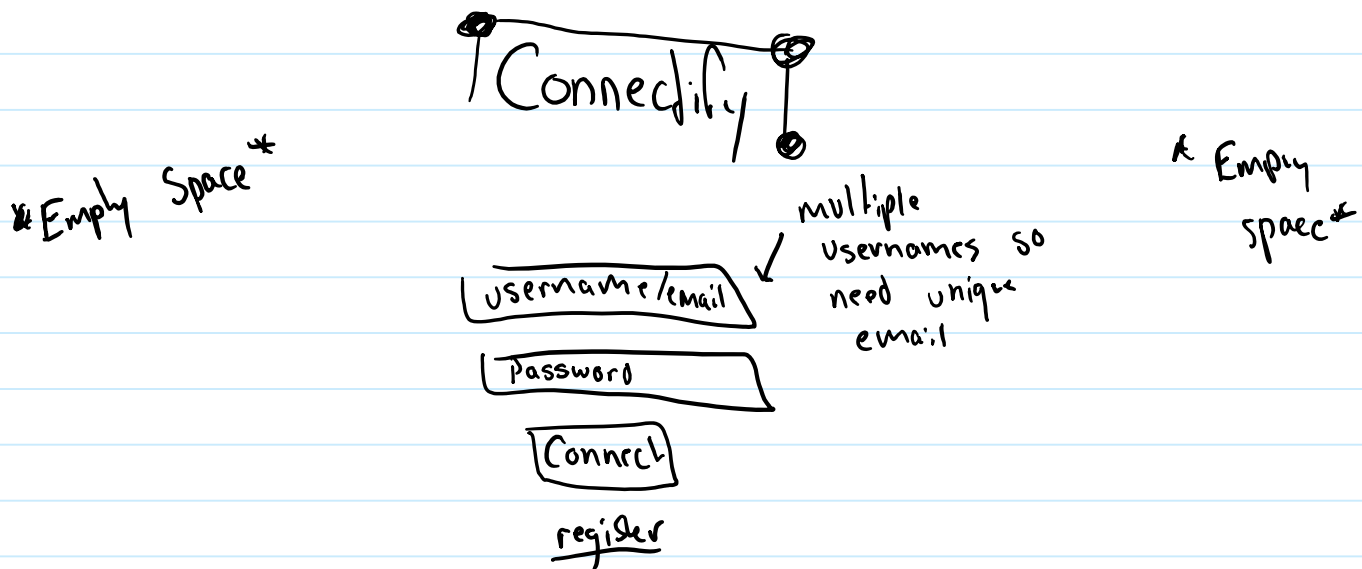 Connectify
*Empty Space*
* Empty
space*
multiple
usernames so
need unique
email
username/email
Password
Connect
register